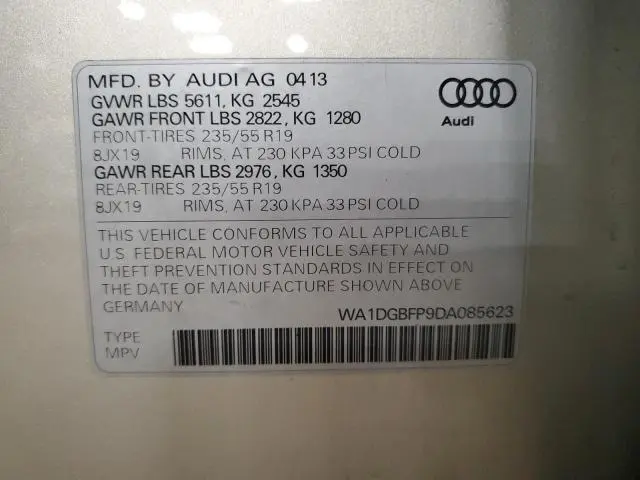 MFD. BY AUDI AG 04 13
GVWR LBS 5611, KG 2545
GAWR FRONT LBS 2822, KG 1280
FRONT-TIRES 235/55 R19
8JX19 RIMS, AT 230 KPA 33 PSI COLD
GAWR REAR LBS 2976, KG 1350
REAR-TIRES 235/55 R19
8JX19 RIMS, AT 230 KPA 33 PSI COLD
Audi
THIS VEHICLE CONFORMS TO ALL APPLICABLE
U.S. FEDERAL MOTOR VEHICLE SAFETY AND
THEFT PREVENTION STANDARDS IN EFFECT ON
THE DATE OF MANUFACTURE SHOWN ABOVE
GERMANY WA1DGBFP9DA085623
TYPE
MPV